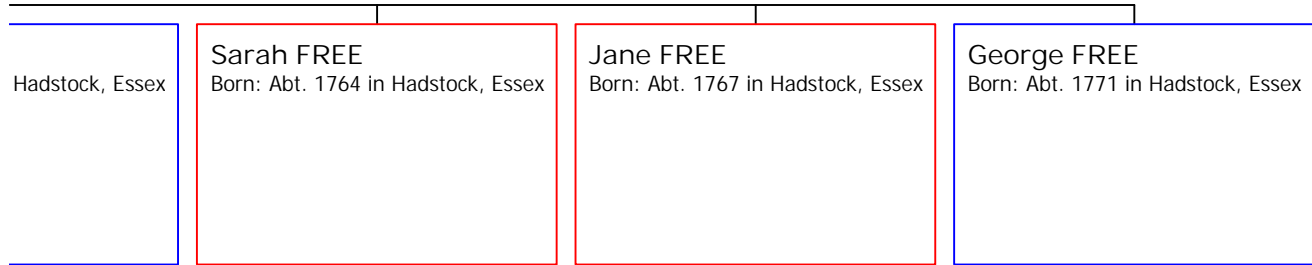 Hadstock, Essex
Sarah FREE
Born: Abt. 1764 in Hadstock, Essex
Jane FREE
Born: Abt. 1767 in Hadstock, Essex
George FREE
Born: Abt. 1771 in Hadstock, Essex